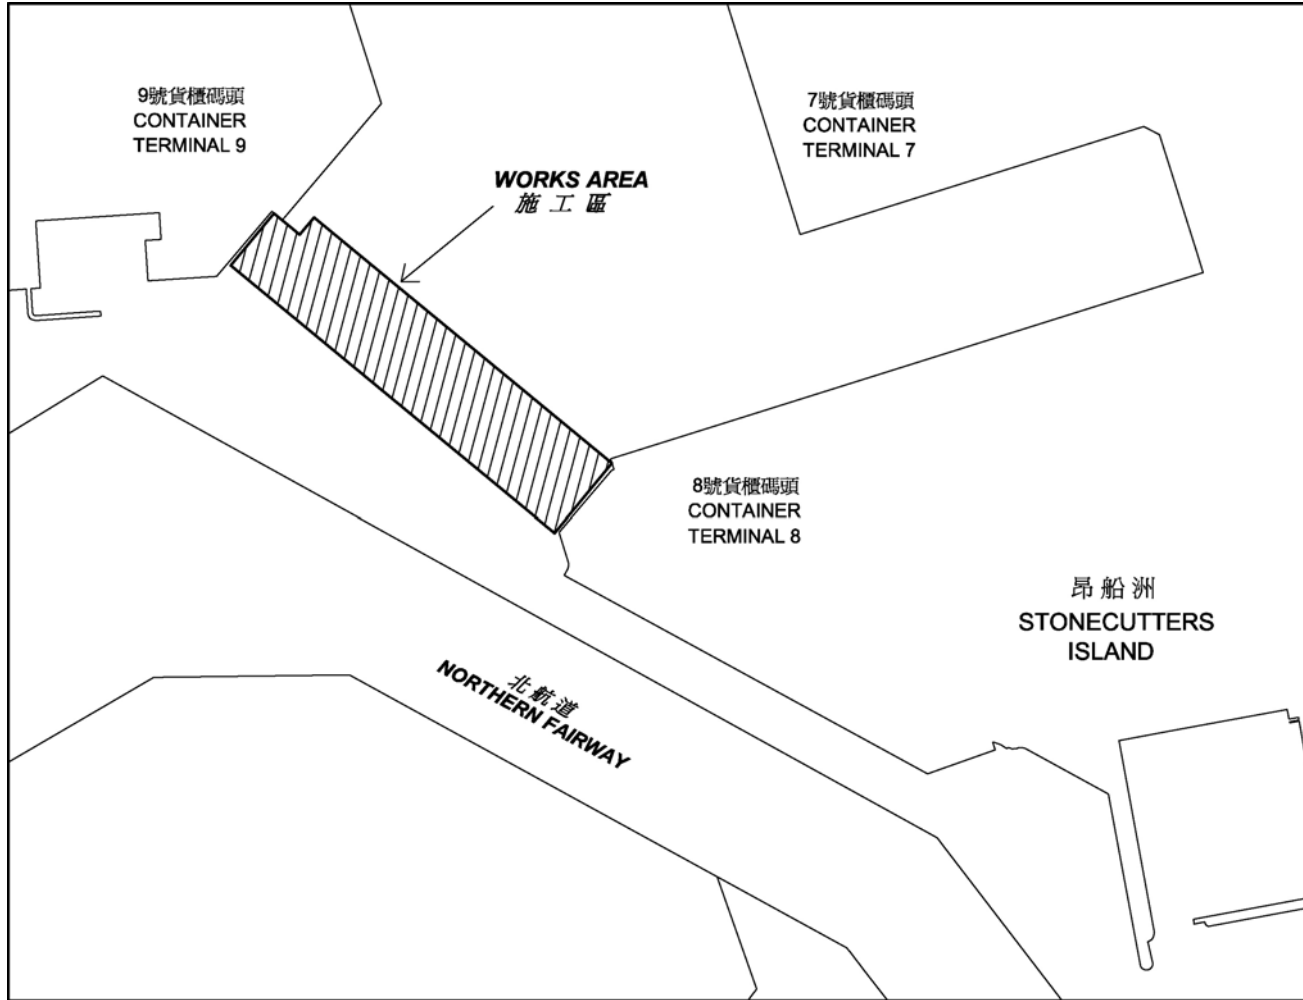 9號貨櫃碼頭
CONTAINER
TERMINAL 9
7號貨櫃碼頭
CONTAINER
TERMINAL 7
WORKS AREA
施工區
8號貨櫃碼頭
CONTAINER
TERMINAL 8
昂船洲
STONECUTTERS
ISLAND
北航道
NORTHERN FAIRWAY